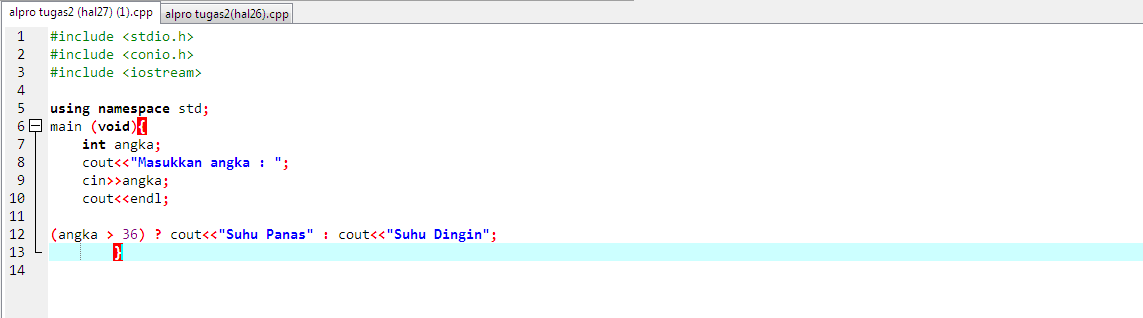 alpro tugas2 (hal27) (1).cpp alpro tugas2(hal26).cpp
1 #include <stdio.h>
2 #include <conio.h>
3 #include <iostream>
4
5 using namespace std;
6 main (void){
7 int angka;
8 cout<<"Masukkan angka : ";
9 cin>>angka;
10 cout<<endl;
11
12 (angka > 36) ? cout<<"Suhu Panas" : cout<<"Suhu Dingin";
13 }
14